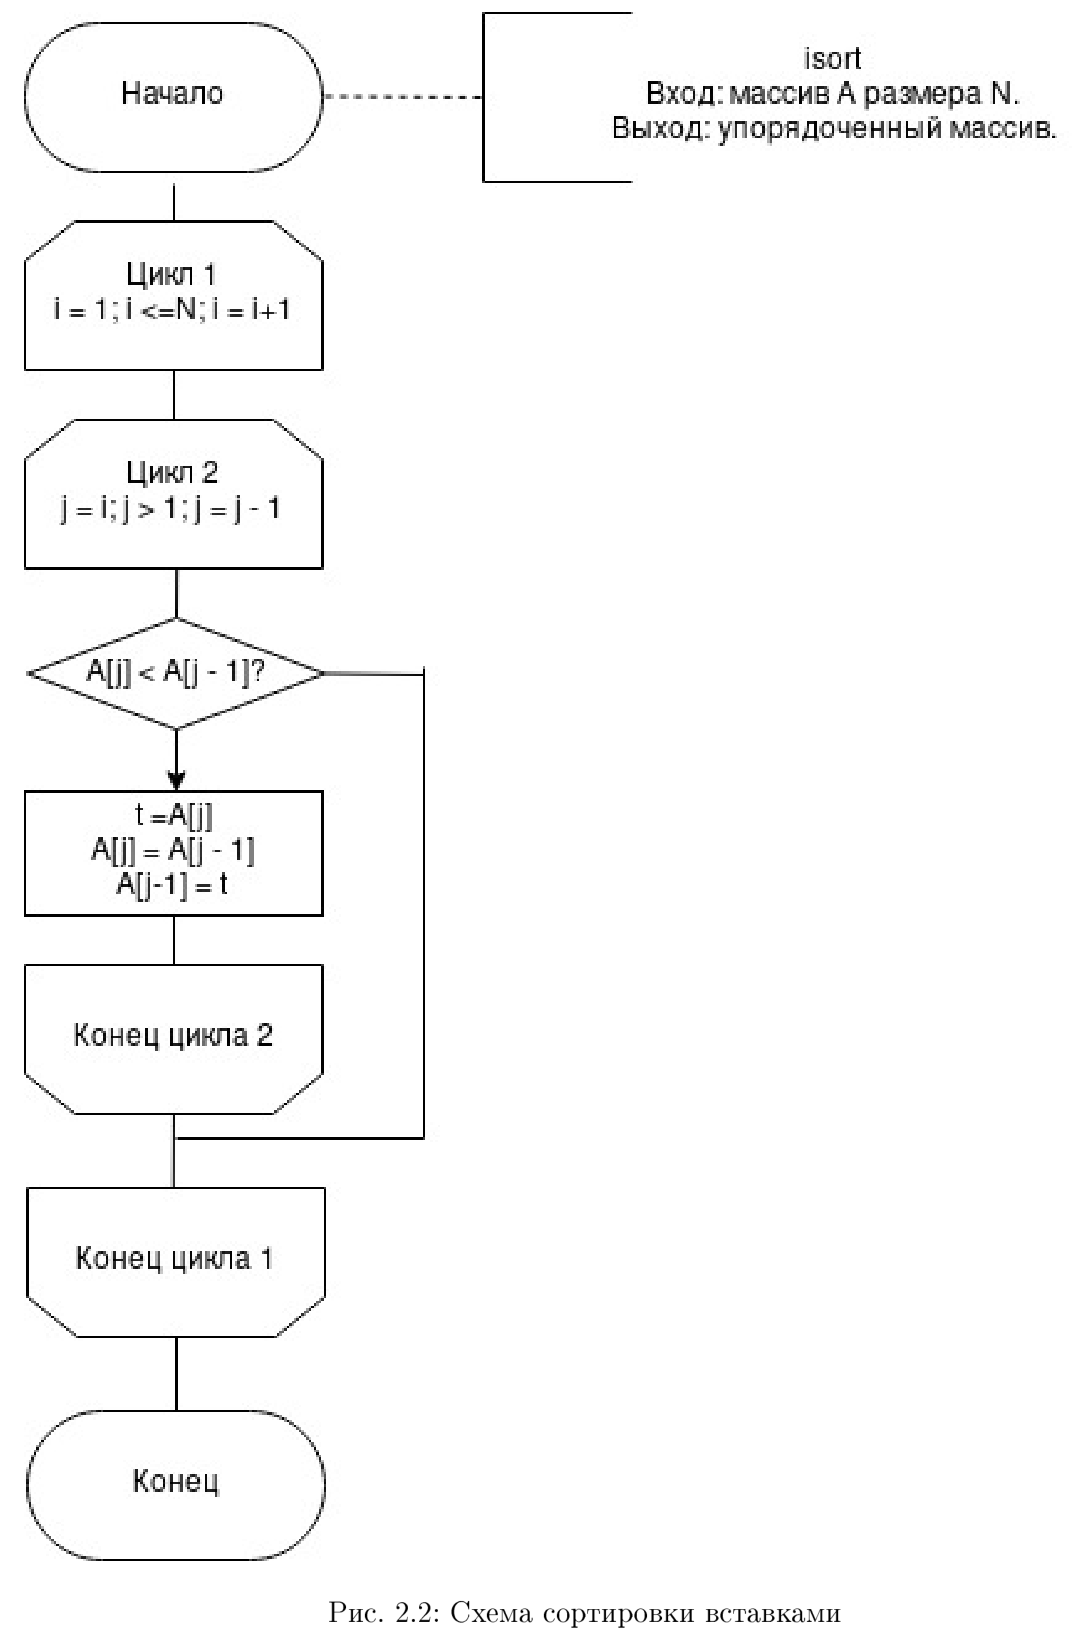 Начало
isort
Вход: массив A размера N.
Выход: упорядоченный массив.
Цикл 1
i = 1; i <=N; i = i+1
Цикл 2
j = i; j > 1; j = j - 1
A[j] < A[j - 1]?
t =A[j]
A[j] = A[j - 1]
A[j-1] = t
Конец цикла 2
Конец цикла 1
Конец
Рис. 2.2: Схема сортировки вставками